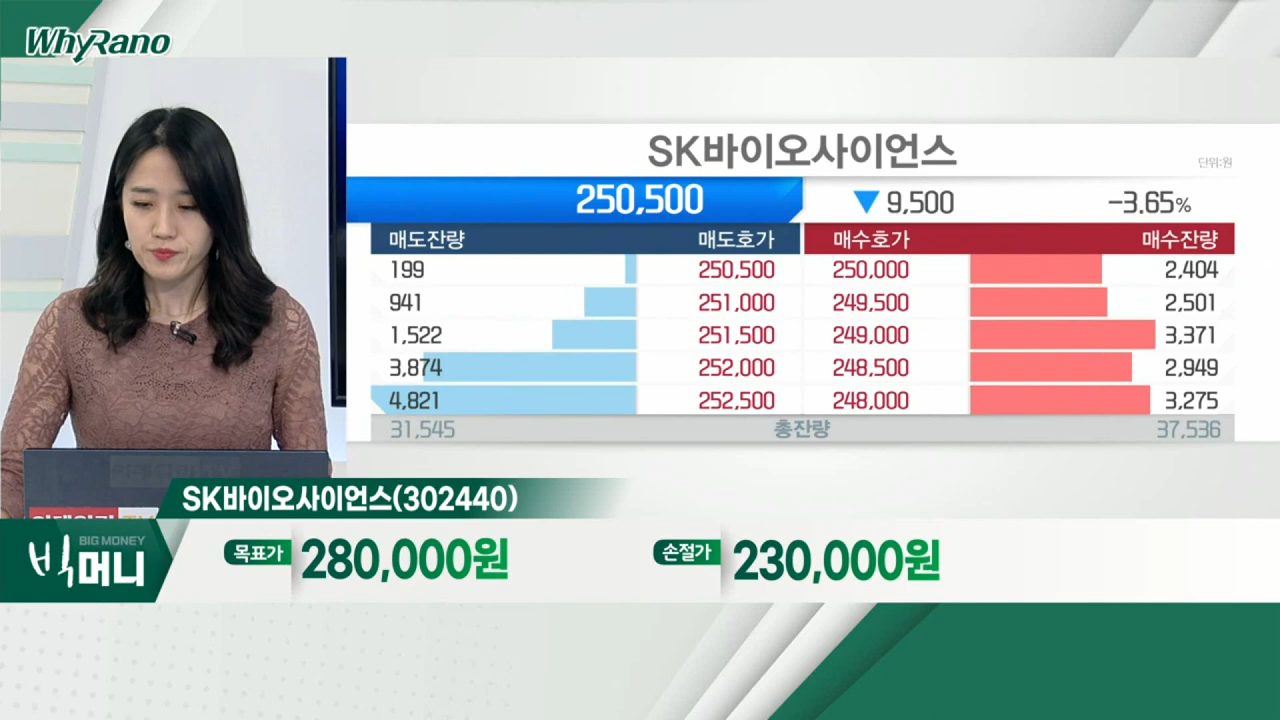 WhyRano
SK바이오사이언스
단위:원
250,500 ▼ 9,500 -3.65%
매도잔량 매도호가 매수호가 매수잔량
199 250,500 250,000 2,404
941 251,000 249,500 2,501
1,522 251,500 249,000 3,371
3,874 252,000 248,500 2,949
4,821 252,500 248,000 3,275
31,545 총잔량 37,536
SK바이오사이언스(302440)
BIG MONEY
빅머니
목표가 280,000원 손절가 230,000원